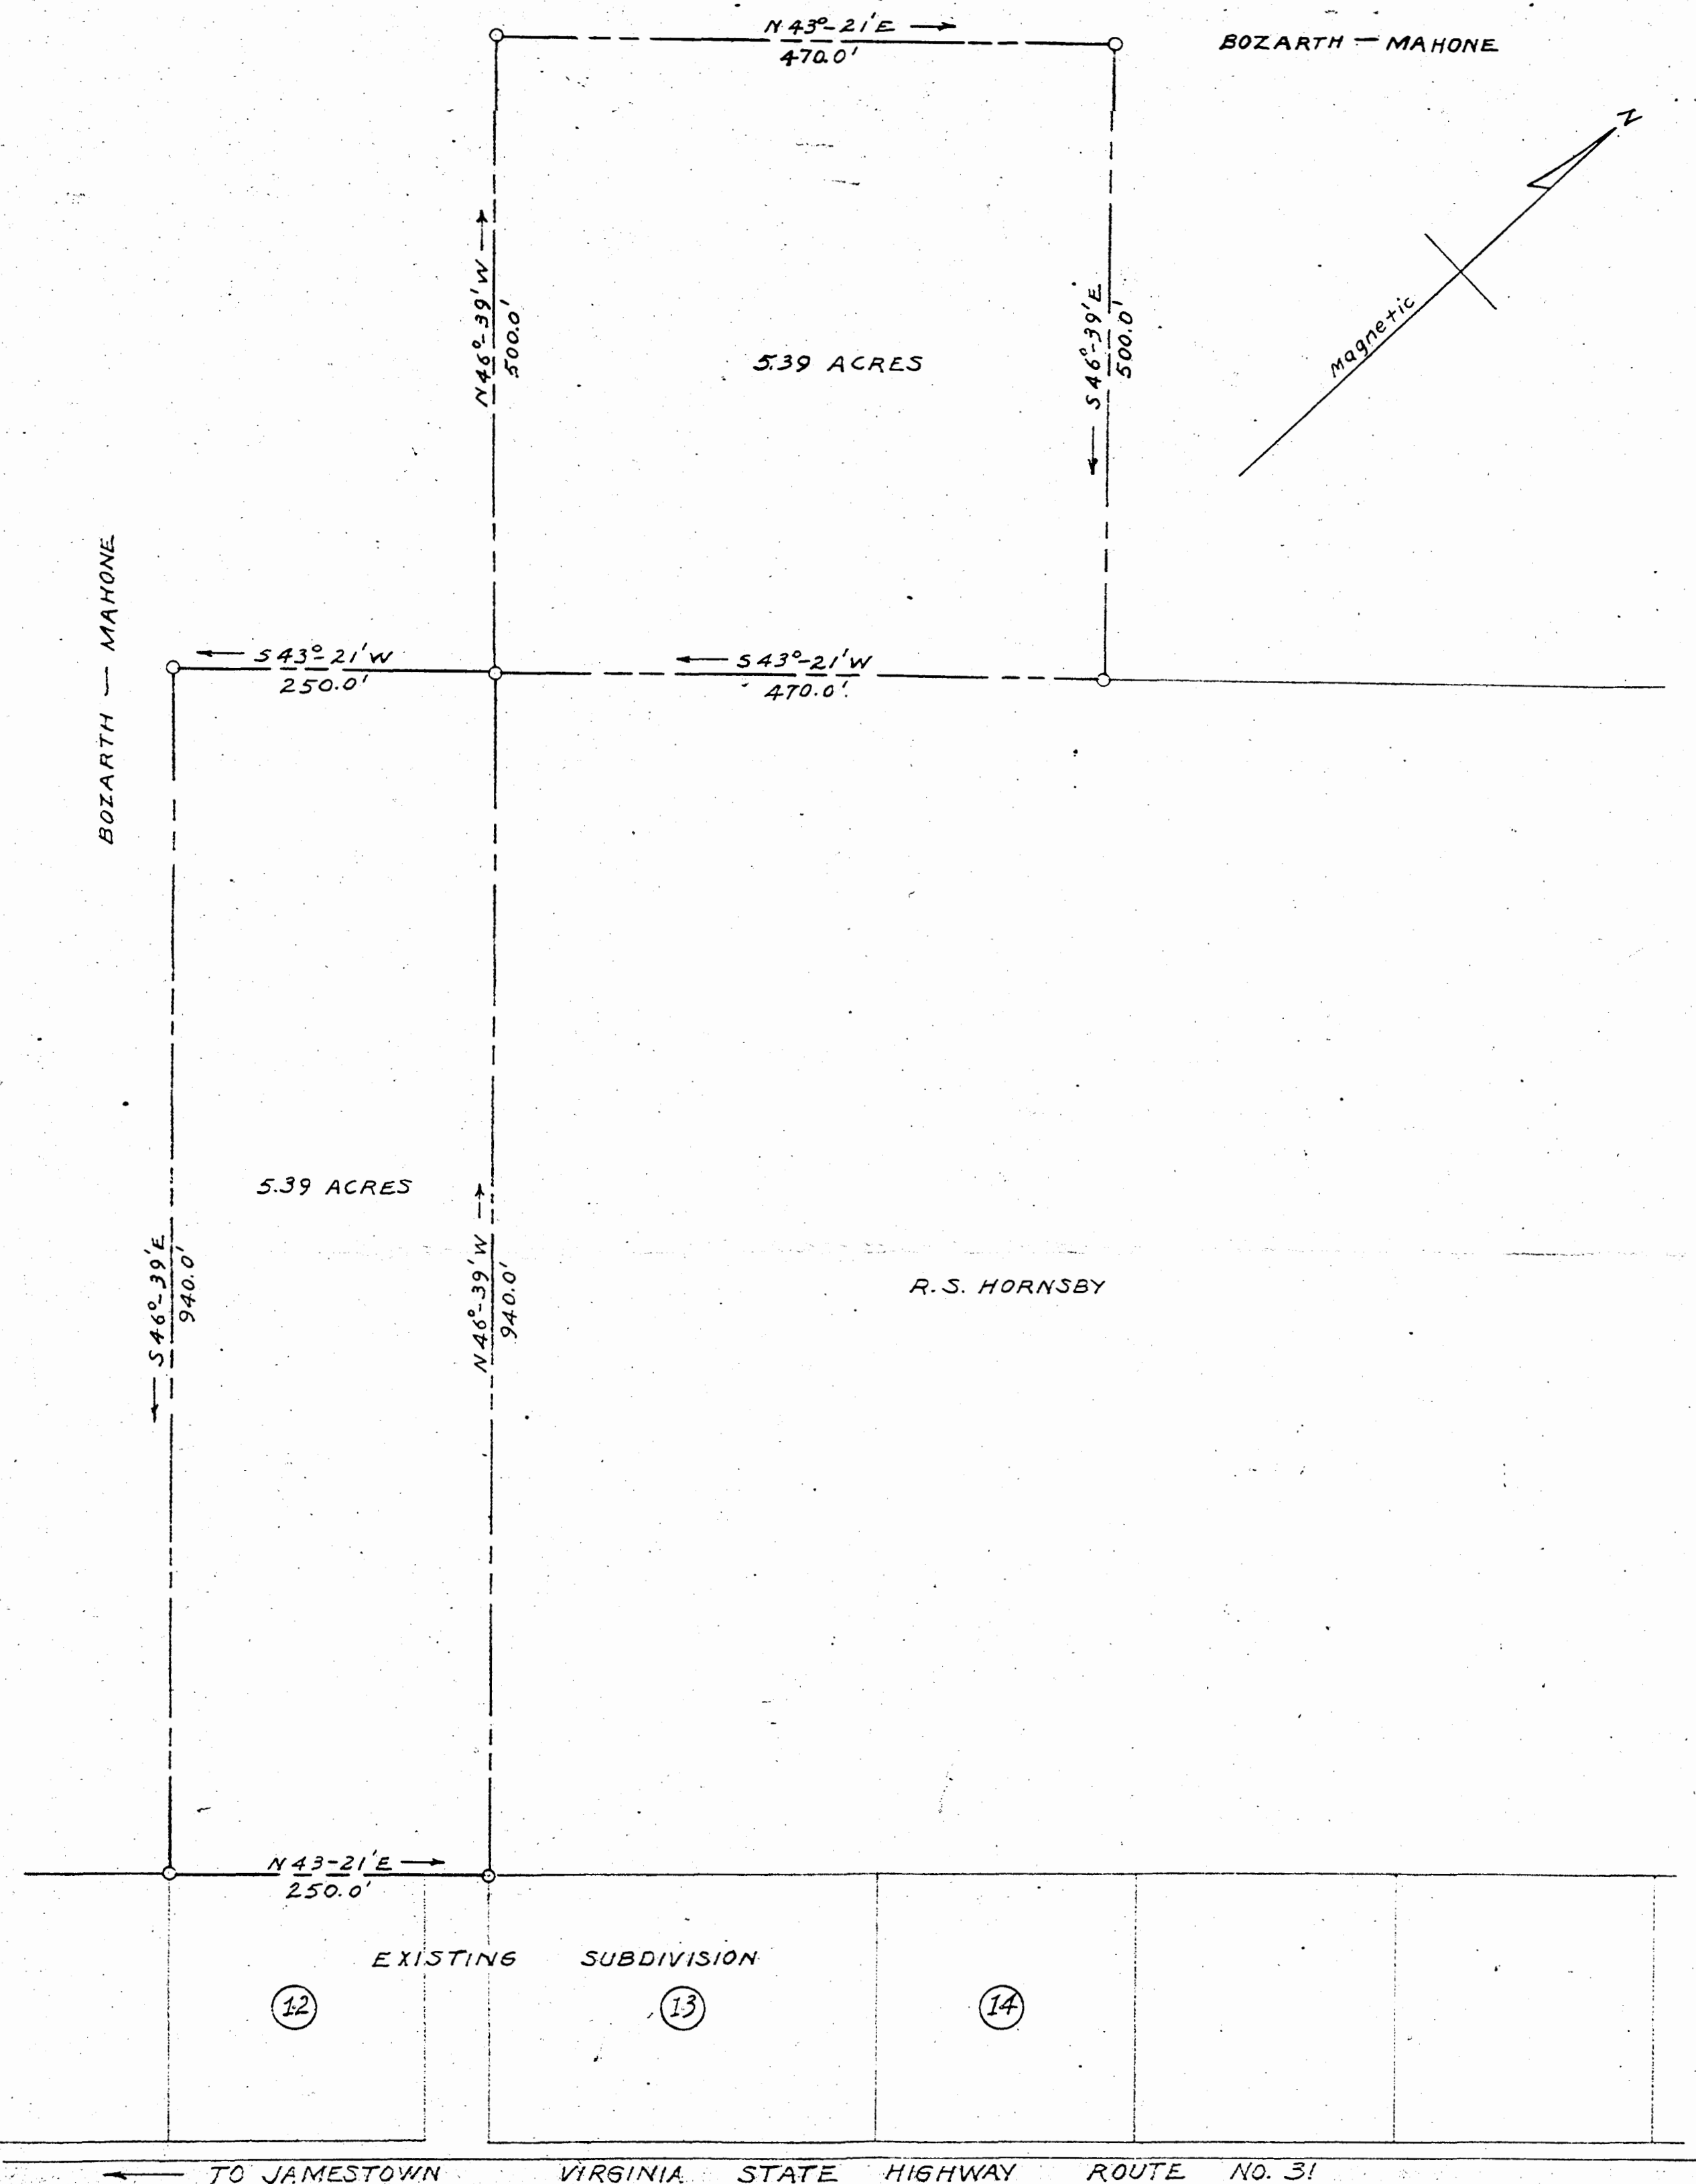 N 43°-21'E
470.0'
BOZARTH — MAHONE
N
Magnetic
N46°-39'W
500.0'
S 46°-39'E
500.0'
5.39 ACRES
BOZARTH — MAHONE
S 43°-21'W
250.0'
S 43°-21'W
470.0'
5.39 ACRES
S 46°-39'E
940.0'
N 46°-39'W
940.0'
R.S. HORNSBY
N 43-21'E
250.0'
EXISTING SUBDIVISION
12
13
14
TO JAMESTOWN VIRGINIA STATE HIGHWAY ROUTE NO. 31